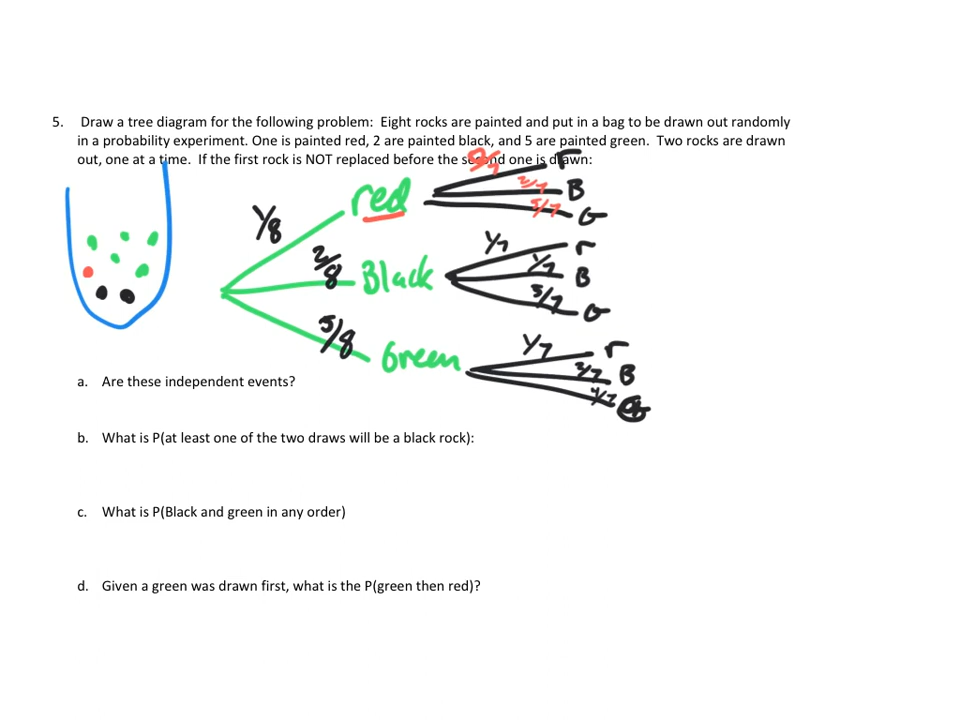 5. Draw a tree diagram for the following problem: Eight rocks are painted and put in a bag to be drawn out randomly
in a probability experiment. One is painted red, 2 are painted black, and 5 are painted green. Two rocks are drawn
out, one at a time. If the first rock is NOT replaced before the second one is drawn:
0/7 r
2/7 B
5/7 G
1/8 red
1/7 r
1/7 B
5/7 G
2/8 Black
1/7 r
2/7 B
4/7 G
5/8 Green
a. Are these independent events?
b. What is P(at least one of the two draws will be a black rock):
c. What is P(Black and green in any order)
d. Given a green was drawn first, what is the P(green then red)?